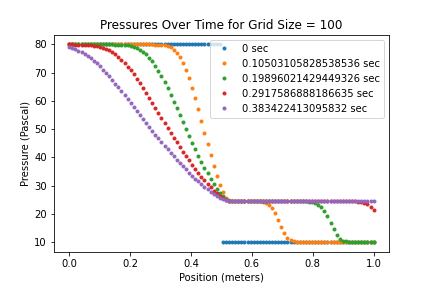 Pressures Over Time for Grid Size = 100
80
70
60
50
40
30
20
10
Pressure (Pascal)
0 sec
0.10503105828538536 sec
0.19896021429449326 sec
0.2917586888186635 sec
0.383422413095832 sec
0.0 0.2 0.4 0.6 0.8 1.0
Position (meters)